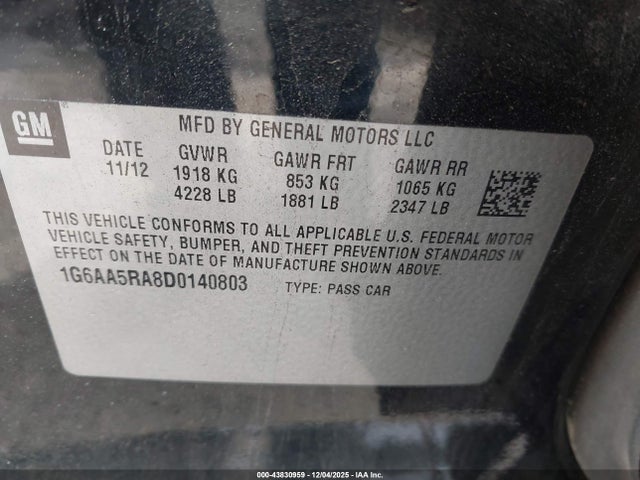 GM
MFD BY GENERAL MOTORS LLC
DATE GVWR GAWR FRT GAWR RR
11/12 1918 KG 853 KG 1065 KG
4228 LB 1881 LB 2347 LB
THIS VEHICLE CONFORMS TO ALL APPLICABLE U.S. FEDERAL MOTOR
VEHICLE SAFETY, BUMPER, AND THEFT PREVENTION STANDARDS IN
EFFECT ON THE DATE OF MANUFACTURE SHOWN ABOVE.
1G6AA5RA8D0140803 TYPE: PASS CAR
000-43830959 | 12/04/2025 - IAA Inc.